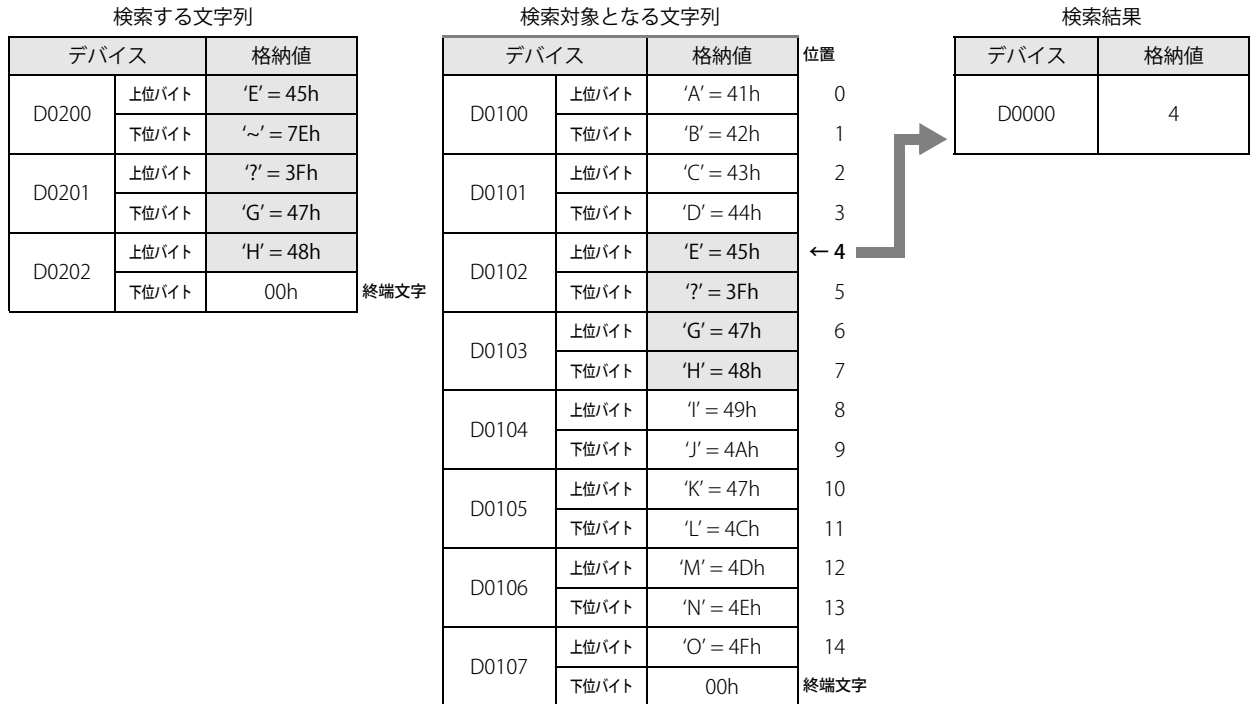 検索する文字列
デバイス 格納値
D0200 上位バイト ‘E’ = 45h
下位バイト ‘~’ = 7Eh
D0201 上位バイト ‘?’ = 3Fh
下位バイト ‘G’ = 47h
D0202 上位バイト ‘H’ = 48h
下位バイト 00h 終端文字
検索対象となる文字列
デバイス 格納値 位置
D0100 上位バイト ‘A’ = 41h 0
下位バイト ‘B’ = 42h 1
D0101 上位バイト ‘C’ = 43h 2
下位バイト ‘D’ = 44h 3
D0102 上位バイト ‘E’ = 45h ← 4
下位バイト ‘?’ = 3Fh 5
D0103 上位バイト ‘G’ = 47h 6
下位バイト ‘H’ = 48h 7
D0104 上位バイト ‘I’ = 49h 8
下位バイト ‘J’ = 4Ah 9
D0105 上位バイト ‘K’ = 47h 10
下位バイト ‘L’ = 4Ch 11
D0106 上位バイト ‘M’ = 4Dh 12
下位バイト ‘N’ = 4Eh 13
D0107 上位バイト ‘O’ = 4Fh 14
下位バイト 00h 終端文字
検索結果
デバイス 格納値
D0000 4